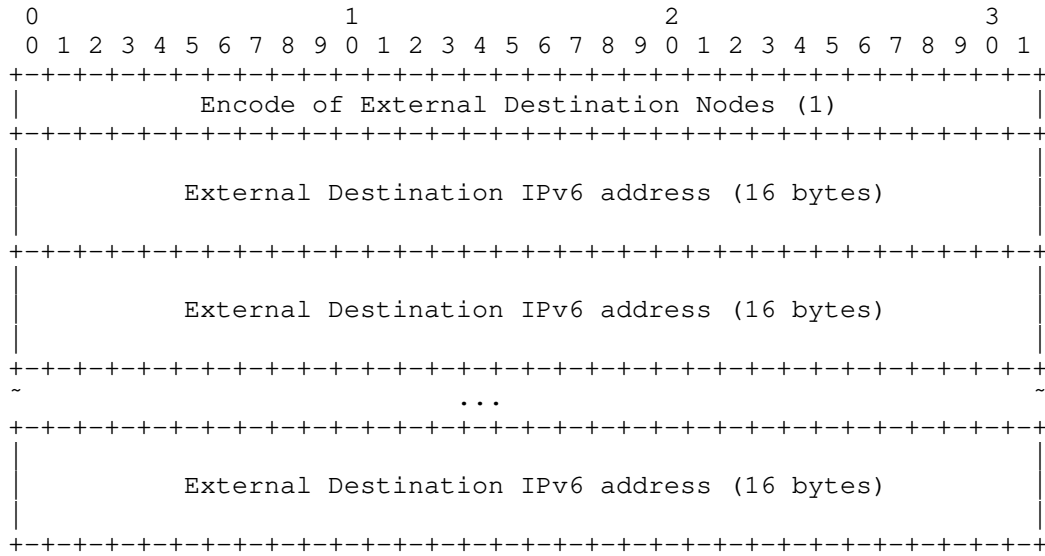 0                   1                   2                   3
 0 1 2 3 4 5 6 7 8 9 0 1 2 3 4 5 6 7 8 9 0 1 2 3 4 5 6 7 8 9 0 1
+-+-+-+-+-+-+-+-+-+-+-+-+-+-+-+-+-+-+-+-+-+-+-+-+-+-+-+-+-+-+-+-+
|           Encode of External Destination Nodes (1)            |
+-+-+-+-+-+-+-+-+-+-+-+-+-+-+-+-+-+-+-+-+-+-+-+-+-+-+-+-+-+-+-+-+
|                                                               |
|          External Destination IPv6 address (16 bytes)         |
|                                                               |
+-+-+-+-+-+-+-+-+-+-+-+-+-+-+-+-+-+-+-+-+-+-+-+-+-+-+-+-+-+-+-+-+
|                                                               |
|          External Destination IPv6 address (16 bytes)         |
|                                                               |
+-+-+-+-+-+-+-+-+-+-+-+-+-+-+-+-+-+-+-+-+-+-+-+-+-+-+-+-+-+-+-+-+
~                           ...                                 ~
+-+-+-+-+-+-+-+-+-+-+-+-+-+-+-+-+-+-+-+-+-+-+-+-+-+-+-+-+-+-+-+-+
|                                                               |
|          External Destination IPv6 address (16 bytes)         |
|                                                               |
+-+-+-+-+-+-+-+-+-+-+-+-+-+-+-+-+-+-+-+-+-+-+-+-+-+-+-+-+-+-+-+-+